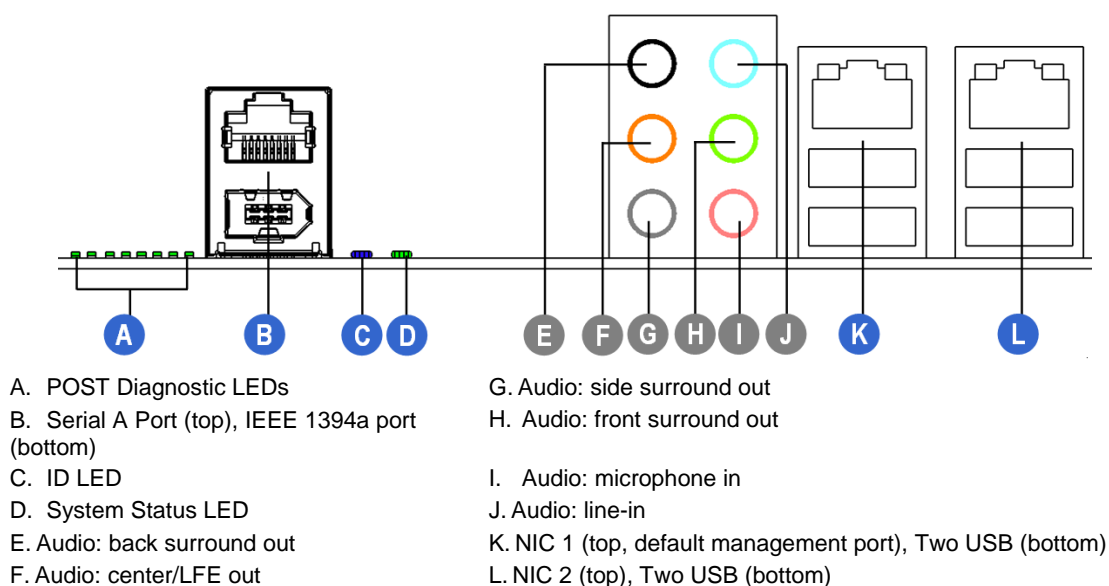 A B C D E F G H I J K L
A. POST Diagnostic LEDs
B. Serial A Port (top), IEEE 1394a port
(bottom)
C. ID LED
D. System Status LED
E. Audio: back surround out
F. Audio: center/LFE out
G. Audio: side surround out
H. Audio: front surround out
I. Audio: microphone in
J. Audio: line-in
K. NIC 1 (top, default management port), Two USB (bottom)
L. NIC 2 (top), Two USB (bottom)